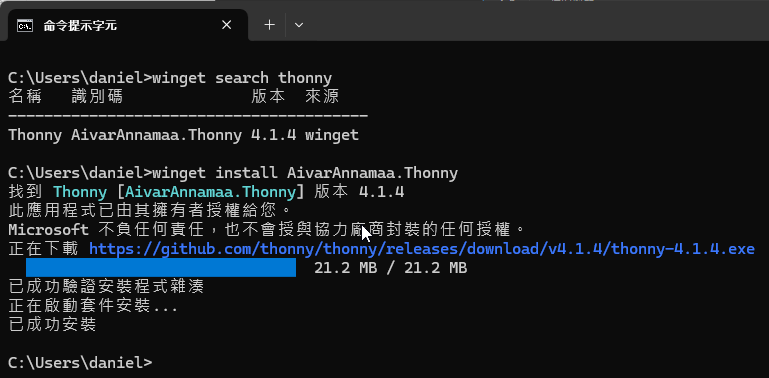 命令提示字元
C:\Users\daniel>winget search thonny
名稱 識別碼 版本 來源
----------------------------------------
Thonny AivarAnnamaa.Thonny 4.1.4 winget
C:\Users\daniel>winget install AivarAnnamaa.Thonny
找到 Thonny [AivarAnnamaa.Thonny] 版本 4.1.4
此應用程式已由其擁有者授權給您。
Microsoft 不負任何責任，也不會授與協力廠商封裝的任何授權。
正在下載 https://github.com/thonny/thonny/releases/download/v4.1.4/thonny-4.1.4.exe
21.2 MB / 21.2 MB
已成功驗證安裝程式雜湊
正在啟動套件安裝...
已成功安裝
C:\Users\daniel>